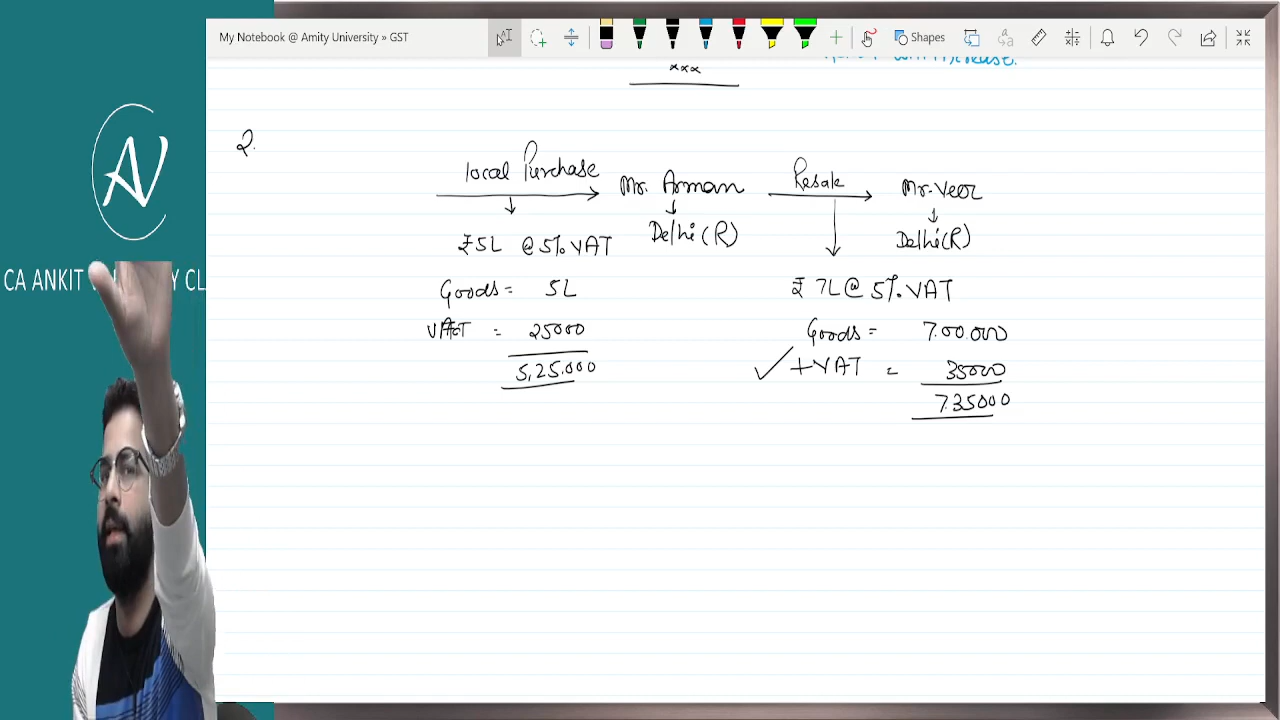 My Notebook @ Amity University » GST
Shapes
xxx
2.
Local Purchase
Mr. Arman
Resale
Mr. Veer
Delhi (R)
Delhi (R)
₹5L @ 5% VAT
₹ 7L @ 5% VAT
Goods = 5L
Goods = 7,00,000
VAT = 25000
+ VAT = 35000
5,25,000
735000
AV
CA ANKIT
CL